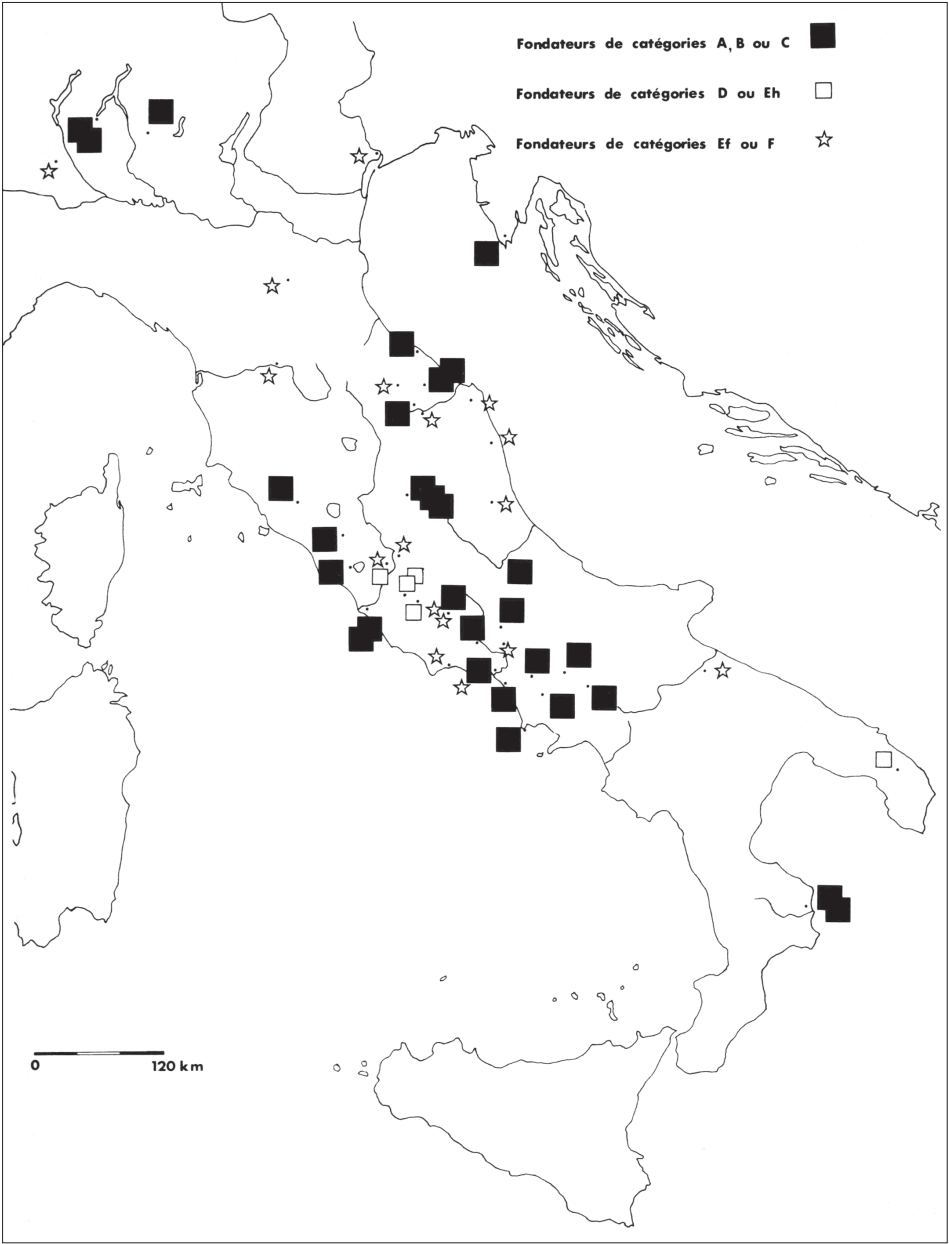 Fondateurs de catégories A, B ou C
Fondateurs de catégories D ou Eh
Fondateurs de catégories Ef ou F
0 120 km